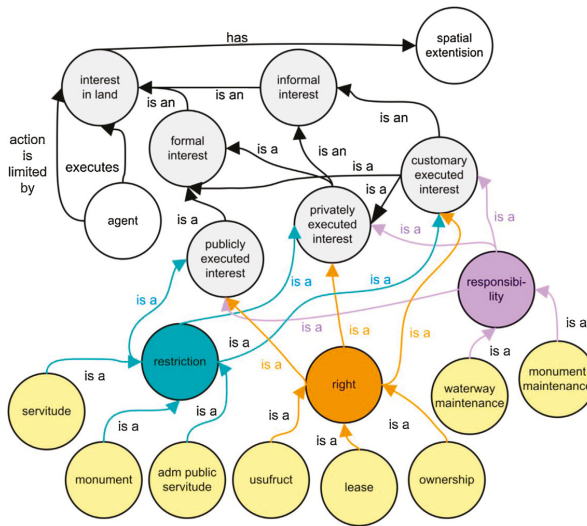 has
spatial
extentision
interest
in land
informal
interest
is an
is an
action
is
limited
by
executes
formal
interest
is a
is an
is an
customary
executed
interest
is a
is a
agent
is a
privately
executed
interest
publicly
executed
interest
is a
is a
is a
is a
is a
responsibi-
lity
is a
is a
is a
is a
restriction
right
servitude
is a
is a
is a
waterway
maintenance
monument
maintenance
is a
is a
is a
is a
is a
is a
monument
adm public
servitude
usufruct
lease
ownership